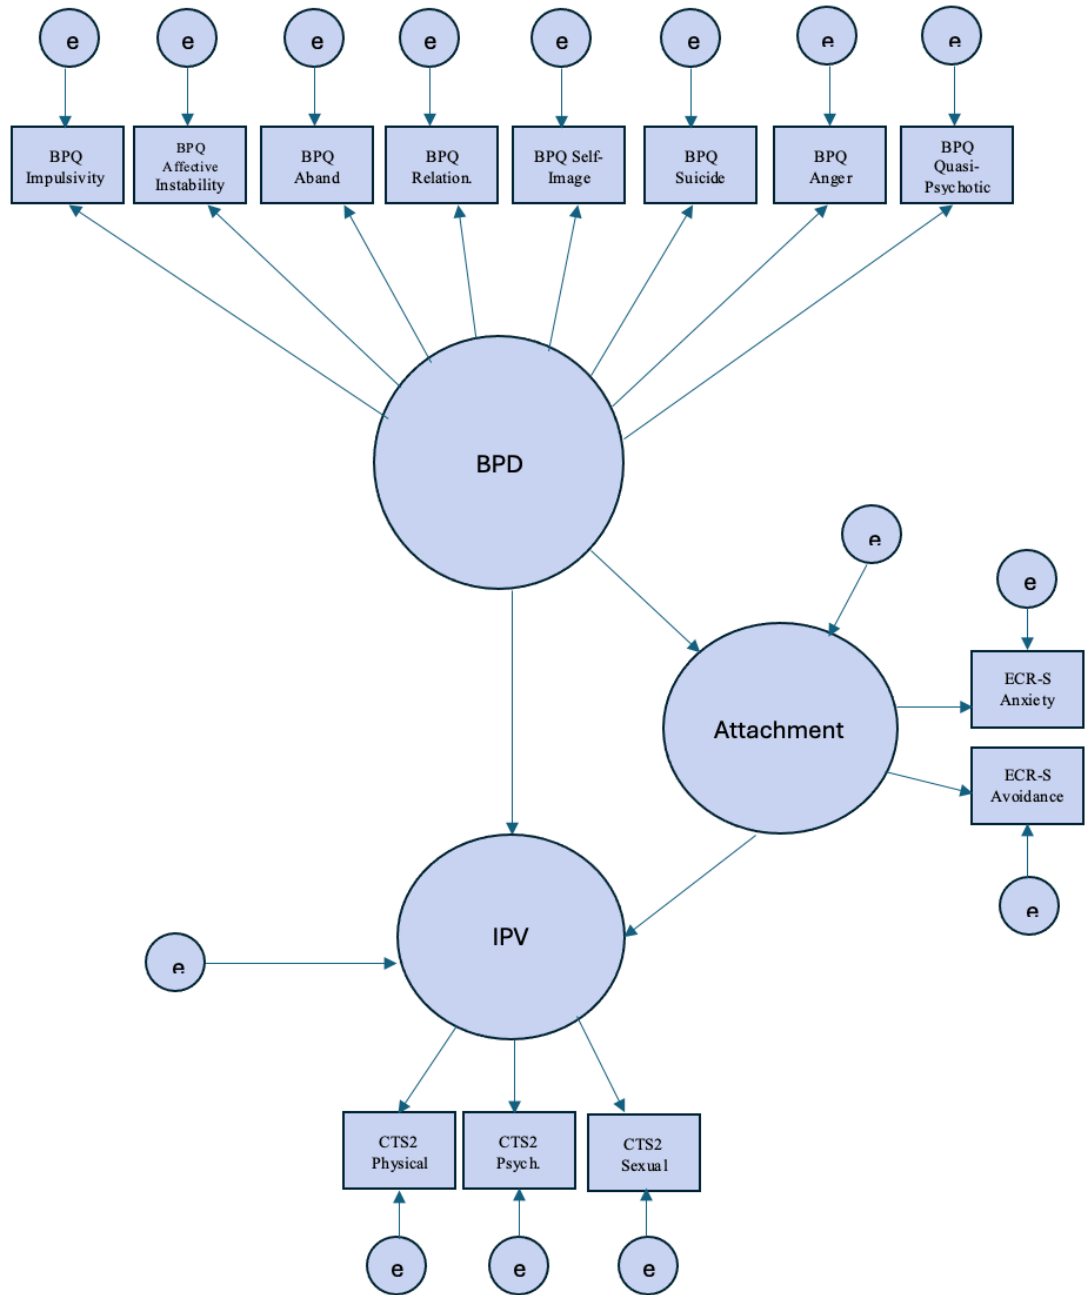 e
e
e
e
e
e
e
e
BPQ
Impulsivity
BPQ
Affective
Instability
BPQ
Aband
BPQ
Relation.
BPQ Self-
Image
BPQ
Suicide
BPQ
Anger
BPQ
Quasi-
Psychotic
BPD
e
e
ECR-S
Anxiety
Attachment
ECR-S
Avoidance
e
IPV
e
CTS2
Physical
CTS2
Psych.
CTS2
Sexual
e
e
e